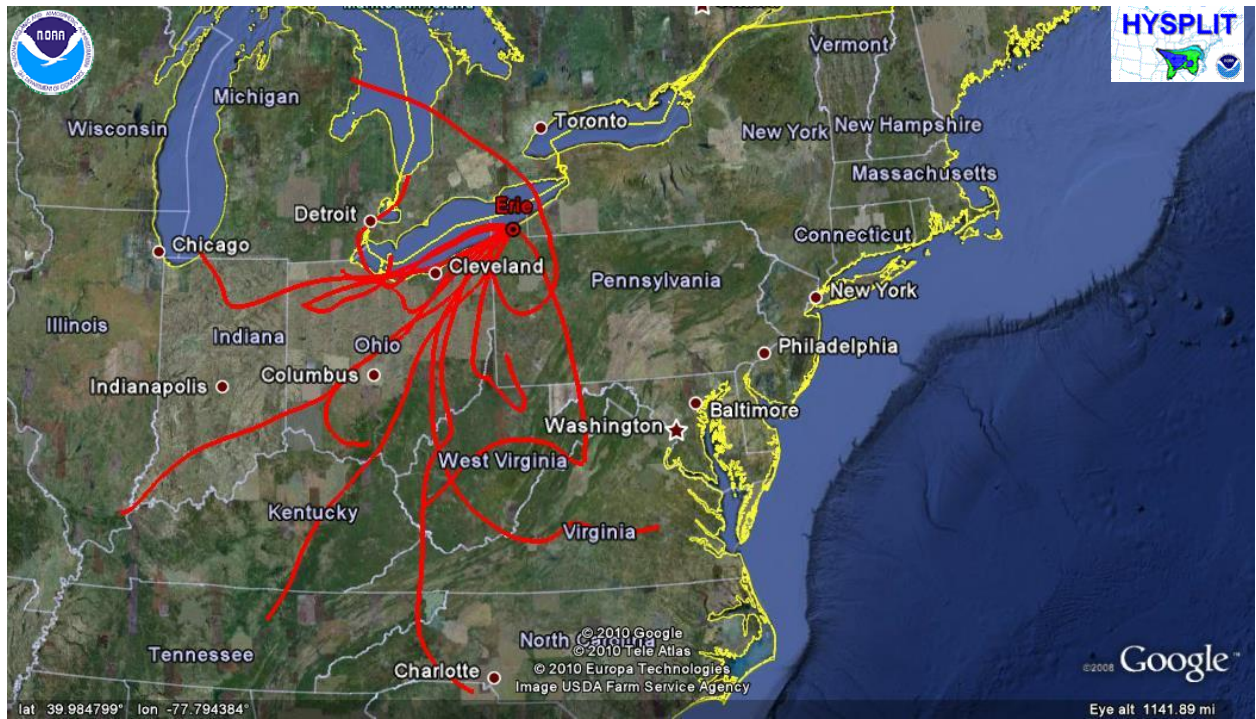 NOAA
HYSPLIT
Vermont
Michigan
Toronto
Wisconsin
New York
New Hampshire
Massachusetts
Detroit
Erie
Connecticut
Chicago
Cleveland
Pennsylvania
New York
Illinois
Indiana
Ohio
Philadelphia
Indianapolis
Columbus
Baltimore
Washington
West Virginia
Kentucky
Virginia
North Carolina
© 2010 Google
© 2010 Tele Atlas
© 2010 Europa Technologies
Image USDA Farm Service Agency
Tennessee
Charlotte
©2008 Google™
lat 39.984799° lon -77.794384°
Eye alt 1141.89 mi